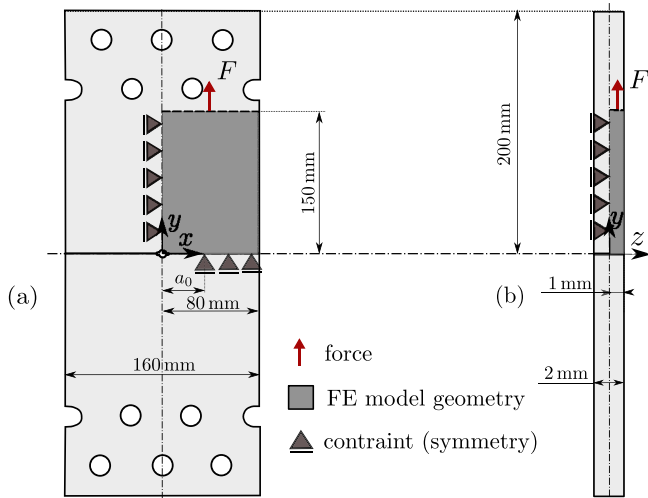 F
F
200 mm
150 mm
y
x
y
z
a₀
(a)
(b)
1 mm
80 mm
force
160 mm
2 mm
FE model geometry
contraint (symmetry)